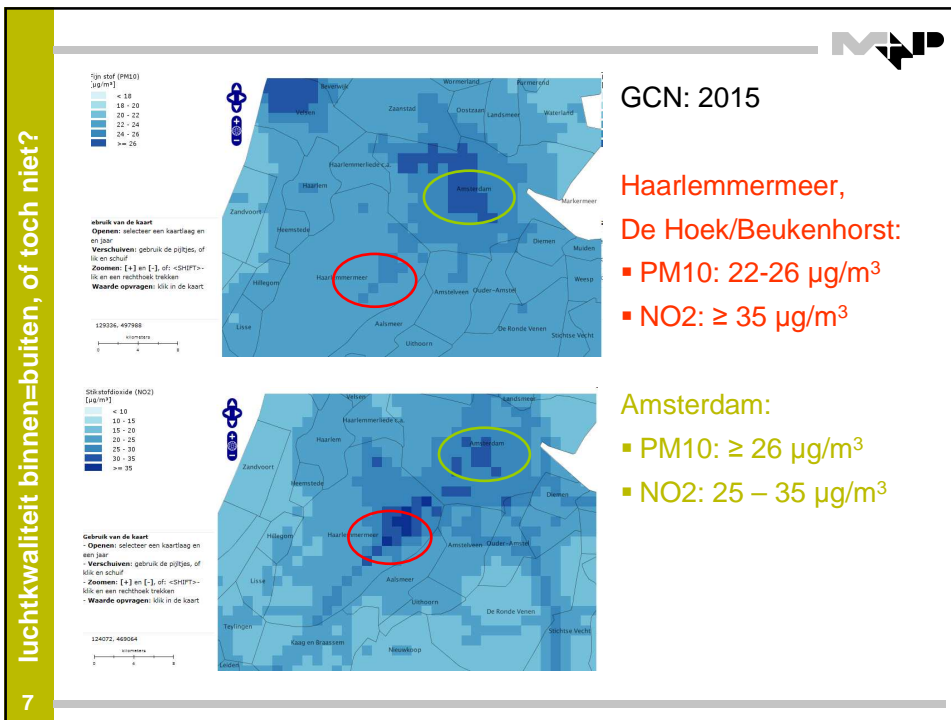 luchtkwaliteit binnen=buiten, of toch niet?
7
MNP
GCN: 2015
Haarlemmermeer,
De Hoek/Beukenhorst:
▪ PM10: 22-26 µg/m³
▪ NO2: ≥ 35 µg/m³
Amsterdam:
▪ PM10: ≥ 26 µg/m³
▪ NO2: 25 – 35 µg/m³
Fijn stof (PM10)
[µg/m³]
< 18
18 - 20
20 - 22
22 - 24
24 - 26
>= 26
ebruik van de kaart
Openen: selecteer een kaartlaag en
en jaar
Verschuiven: gebruik de pijltjes, of
lik en schuif
Zoomen: [+] en [-], of: <SHIFT>-
lik en een rechthoek trekken
Waarde opvragen: klik in de kaart
129336, 497988
kilometers
0 4 8
Beverwijk
Wormerland
Purmerend
Velsen
Zaanstad
Oostzaan
Landsmeer
Waterland
Haarlemmerliede c.a.
Haarlem
Amsterdam
Markermeer
Zandvoort
Heemstede
Diemen
Muiden
Haarlemmermeer
Hillegom
Amstelveen
Ouder-Amstel
Weesp
Lisse
Aalsmeer
De Ronde Venen
Stichtse Vecht
Uithoorn
Stikstofdioxide (NO2)
[µg/m³]
< 10
10 - 15
15 - 20
20 - 25
25 - 30
30 - 35
>= 35
Gebruik van de kaart
- Openen: selecteer een kaartlaag en
een jaar
- Verschuiven: gebruik de pijltjes, of
klik en schuif
- Zoomen: [+] en [-], of: <SHIFT>-
klik en een rechthoek trekken
- Waarde opvragen: klik in de kaart
124072, 469064
kilometers
0 4 8
Velsen
Landsmeer
Haarlemmerliede c.a.
Haarlem
Amsterdam
Zandvoort
Heemstede
Diemen
Hillegom
Haarlemmermeer
Amstelveen
Ouder-Amstel
Lisse
Aalsmeer
Uithoorn
De Ronde Venen
Teylingen
Stichtse Vecht
Kaag en Braassem
Nieuwkoop
Leiden